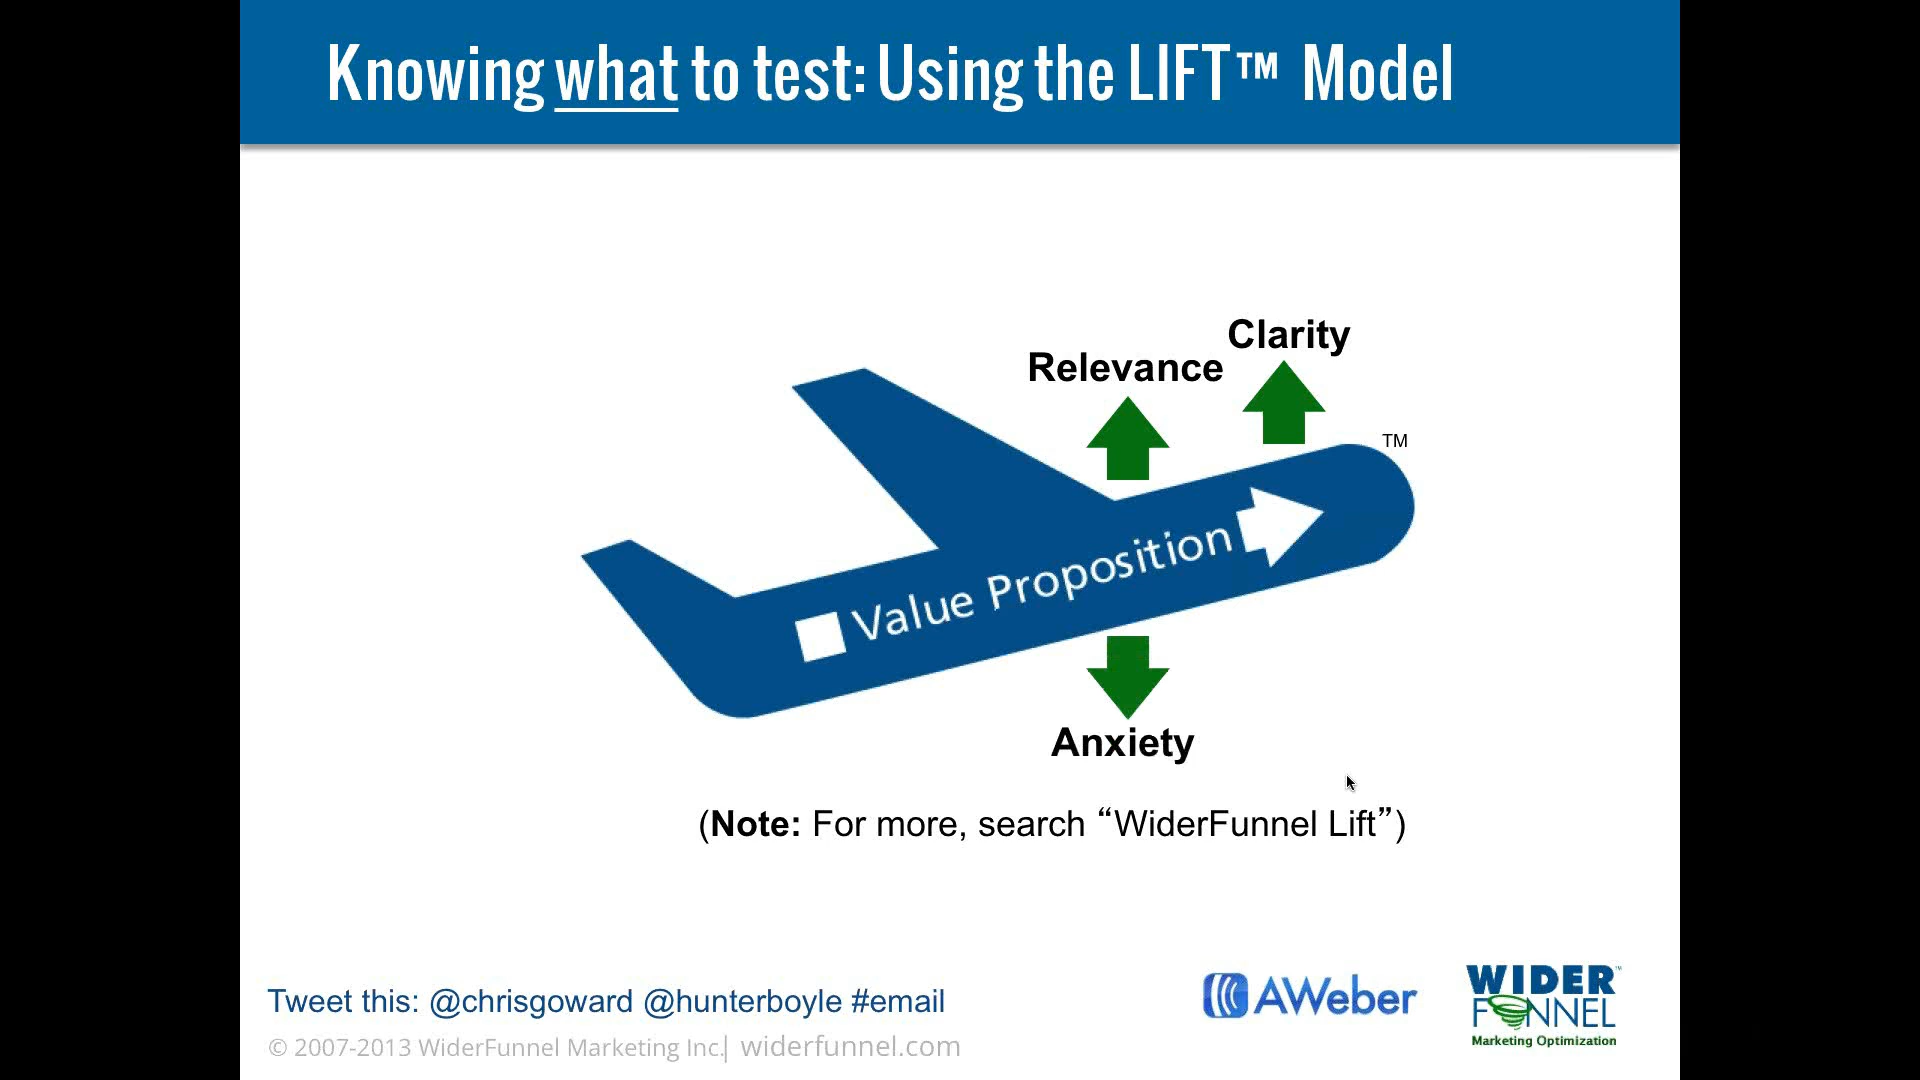 Knowing what to test: Using the LIFT™ Model
Clarity
Relevance
TM
Value Proposition
Anxiety
(Note: For more, search “WiderFunnel Lift”)
Tweet this: @chrisgoward @hunterboyle #email
© 2007-2013 WiderFunnel Marketing Inc.| widerfunnel.com
AWeber
WIDER™
FUNNEL
Marketing Optimization